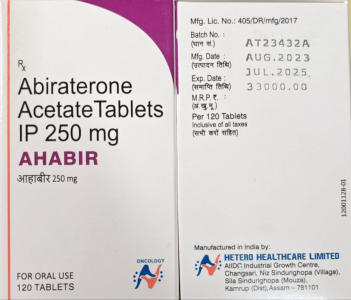 Rx
Abiraterone
Acetate Tablets
IP 250 mg
AHABIR
आहाबीर 250 mg
ONCOLOGY
FOR ORAL USE
120 TABLETS
Mfg. Lic. No.: 405/DR/mfg/2017
Batch No. :
(घान सं.)
AT23432A
Mfg. Date :
(उत्पादन तिथि)
AUG.2023
Exp. Date :
(समाप्ति तिथि)
JUL.2025
M.R.P ₹. :
(अ.खु.मू.)
33000.00
Per 120 Tablets
Inclusive of all taxes
(सभी करों सहित)
12001128-01
Manufactured in India by:
HETERO HEALTHCARE LIMITED
AIIDC Industrial Growth Centre,
Changsari, Niz Sindurighopa (Village),
Sila Sindurighopa (Mouza),
Kamrup (Dist), Assam – 781101